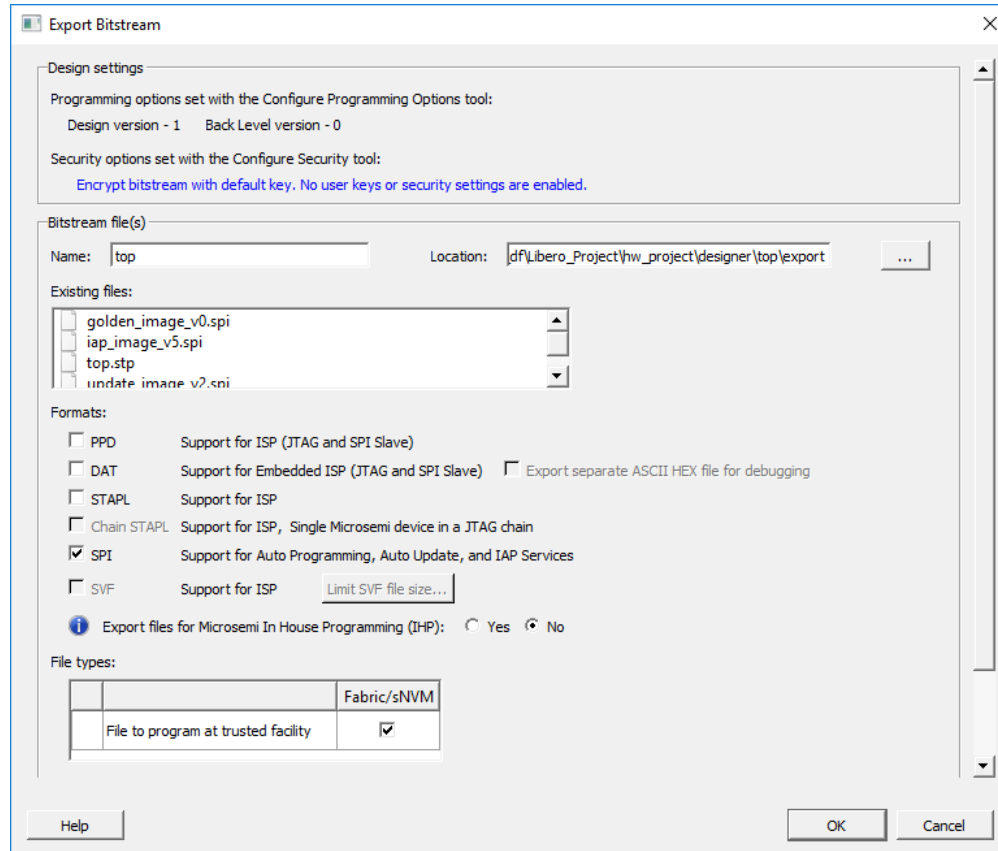 Export Bitstream
Design settings
Programming options set with the Configure Programming Options tool:
Design version - 1 Back Level version - 0
Security options set with the Configure Security tool:
Encrypt bitstream with default key. No user keys or security settings are enabled.
Bitstream file(s)
Name: top Location: df\Libero_Project\hw_project\designer\top\export ...
Existing files:
golden_image_v0.spi
iap_image_v5.spi
top.stp
update_image_v2.spi
Formats:
PPD Support for ISP (JTAG and SPI Slave)
DAT Support for Embedded ISP (JTAG and SPI Slave) Export separate ASCII HEX file for debugging
STAPL Support for ISP
Chain STAPL Support for ISP, Single Microsemi device in a JTAG chain
SPI Support for Auto Programming, Auto Update, and IAP Services
SVF Support for ISP Limit SVF file size...
Export files for Microsemi In House Programming (IHP): Yes No
File types:
Fabric/sNVM
File to program at trusted facility
Help OK Cancel